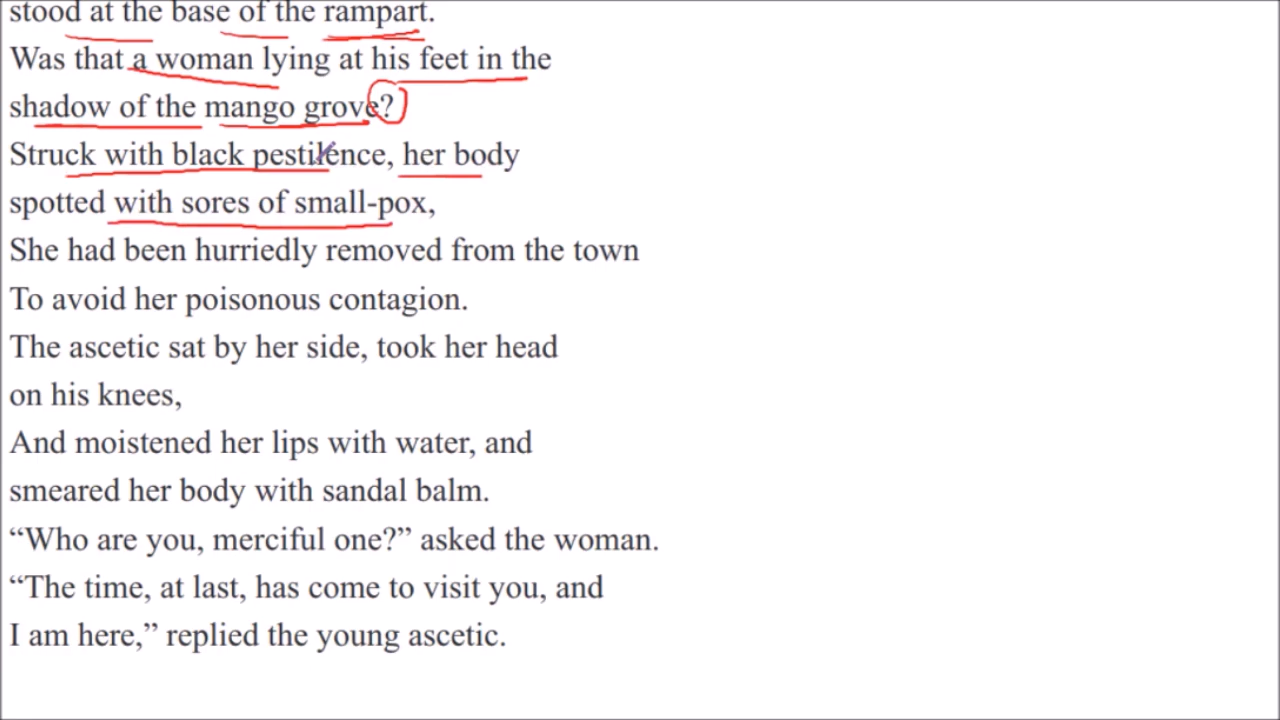 stood at the base of the rampart.
Was that a woman lying at his feet in the
shadow of the mango grove?
Struck with black pestilence, her body
spotted with sores of small-pox,
She had been hurriedly removed from the town
To avoid her poisonous contagion.
The ascetic sat by her side, took her head
on his knees,
And moistened her lips with water, and
smeared her body with sandal balm.
“Who are you, merciful one?” asked the woman.
“The time, at last, has come to visit you, and
I am here,” replied the young ascetic.